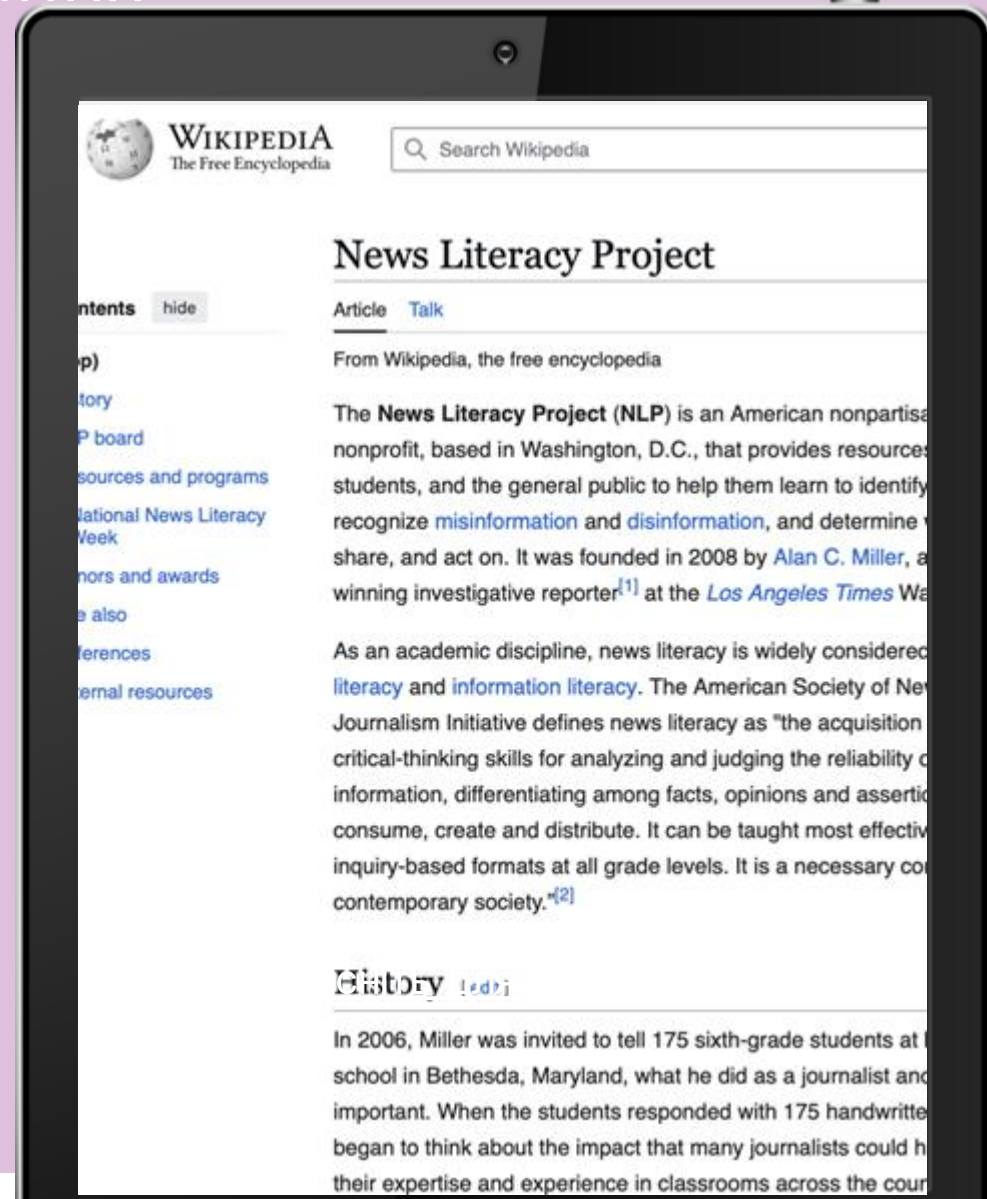 WIKIPEDIA
The Free Encyclopedia
Search Wikipedia
News Literacy Project
ntents hide
Article Talk
p)
From Wikipedia, the free encyclopedia
tory
P board
sources and programs
National News Literacy
Week
nors and awards
e also
ferences
ternal resources
The News Literacy Project (NLP) is an American nonpartisa
nonprofit, based in Washington, D.C., that provides resources
students, and the general public to help them learn to identify
recognize misinformation and disinformation, and determine
share, and act on. It was founded in 2008 by Alan C. Miller, a
winning investigative reporter[1] at the Los Angeles Times Wa
As an academic discipline, news literacy is widely considered
literacy and information literacy. The American Society of Ne
Journalism Initiative defines news literacy as "the acquisition
critical-thinking skills for analyzing and judging the reliability
information, differentiating among facts, opinions and assertio
consume, create and distribute. It can be taught most effectiv
inquiry-based formats at all grade levels. It is a necessary co
contemporary society."[2]
History
In 2006, Miller was invited to tell 175 sixth-grade students at
school in Bethesda, Maryland, what he did as a journalist and
important. When the students responded with 175 handwritte
began to think about the impact that many journalists could h
their expertise and experience in classrooms across the cour